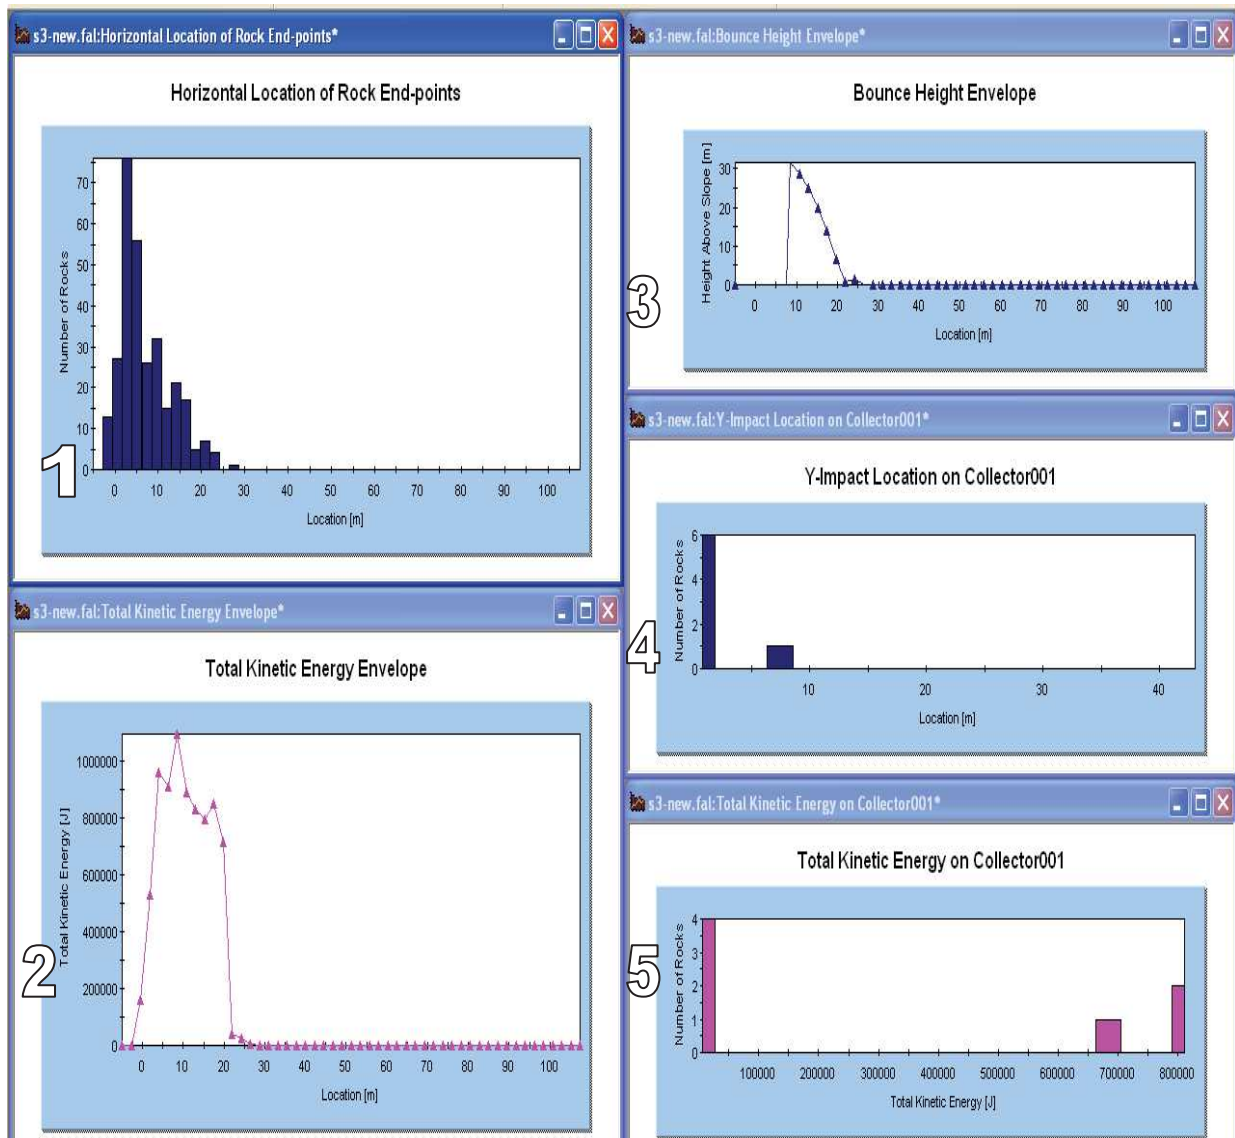 s3-new.fal:Horizontal Location of Rock End-points*
Horizontal Location of Rock End-points
Number of Rocks
70
60
50
40
30
20
10
0
0 10 20 30 40 50 60 70 80 90 100
Location [m]
1
s3-new.fal:Total Kinetic Energy Envelope*
Total Kinetic Energy Envelope
Total Kinetic Energy [J]
1000000
800000
600000
400000
200000
0
0 10 20 30 40 50 60 70 80 90 100
Location [m]
2
s3-new.fal:Bounce Height Envelope*
Bounce Height Envelope
Height Above Slope [m]
30
20
10
0
0 10 20 30 40 50 60 70 80 90 100
Location [m]
3
s3-new.fal:Y-Impact Location on Collector001*
Y-Impact Location on Collector001
Number of Rocks
6
4
2
0
10 20 30 40
Location [m]
4
s3-new.fal:Total Kinetic Energy on Collector001*
Total Kinetic Energy on Collector001
Number of Rocks
4
3
2
1
0
100000 200000 300000 400000 500000 600000 700000 800000
Total Kinetic Energy [J]
5